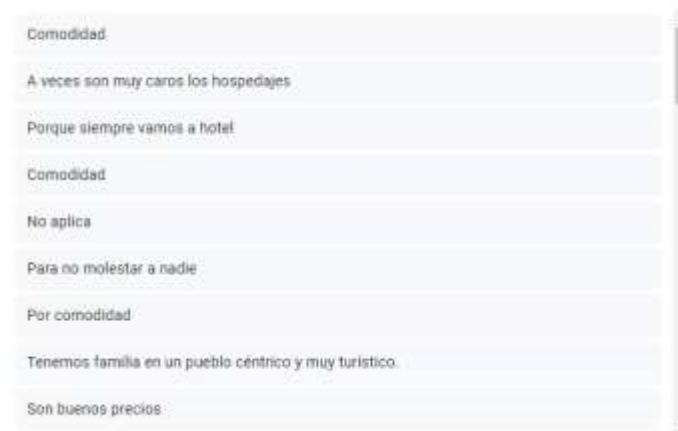 Comodidad
A veces son muy caros los hospedajes
Porque siempre vamos a hotel
Comodidad
No aplica
Para no molestar a nadie
Por comodidad
Tenemos familia en un pueblo céntrico y muy turístico.
Son buenos precios